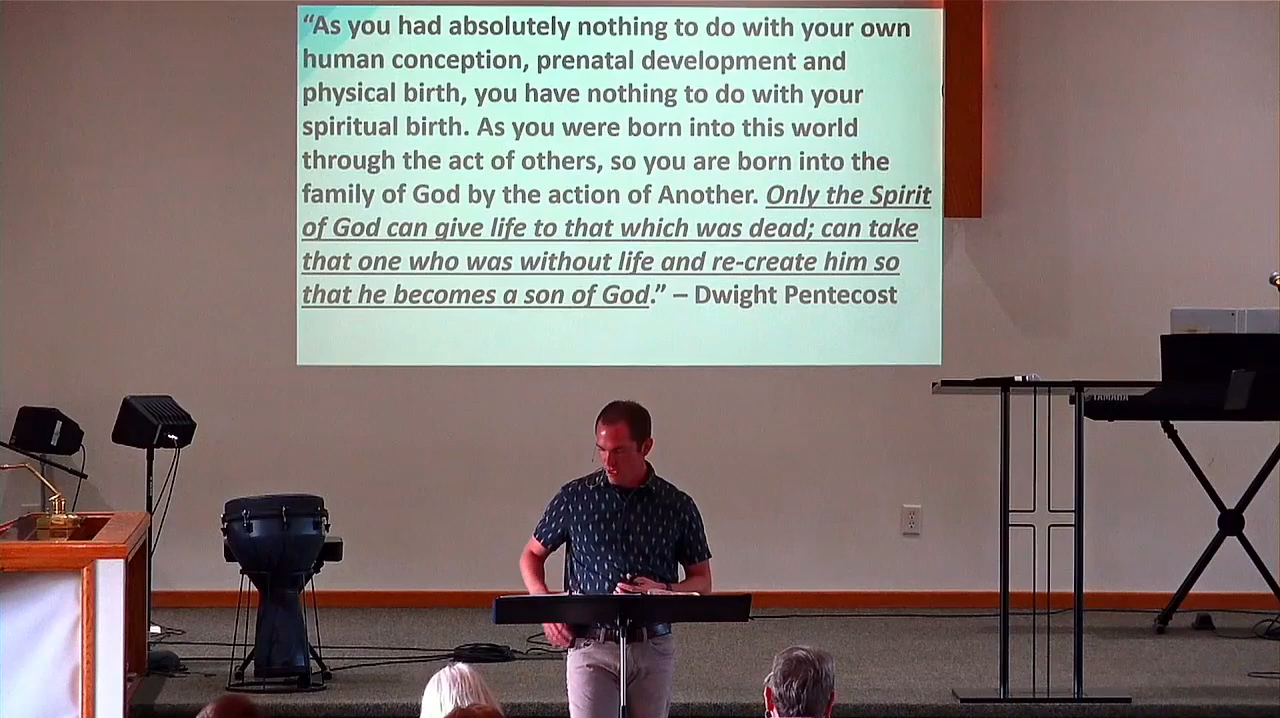 “As you had absolutely nothing to do with your own
human conception, prenatal development and
physical birth, you have nothing to do with your
spiritual birth. As you were born into this world
through the act of others, so you are born into the
family of God by the action of Another. Only the Spirit
of God can give life to that which was dead; can take
that one who was without life and re-create him so
that he becomes a son of God.” – Dwight Pentecost
YAMAHA